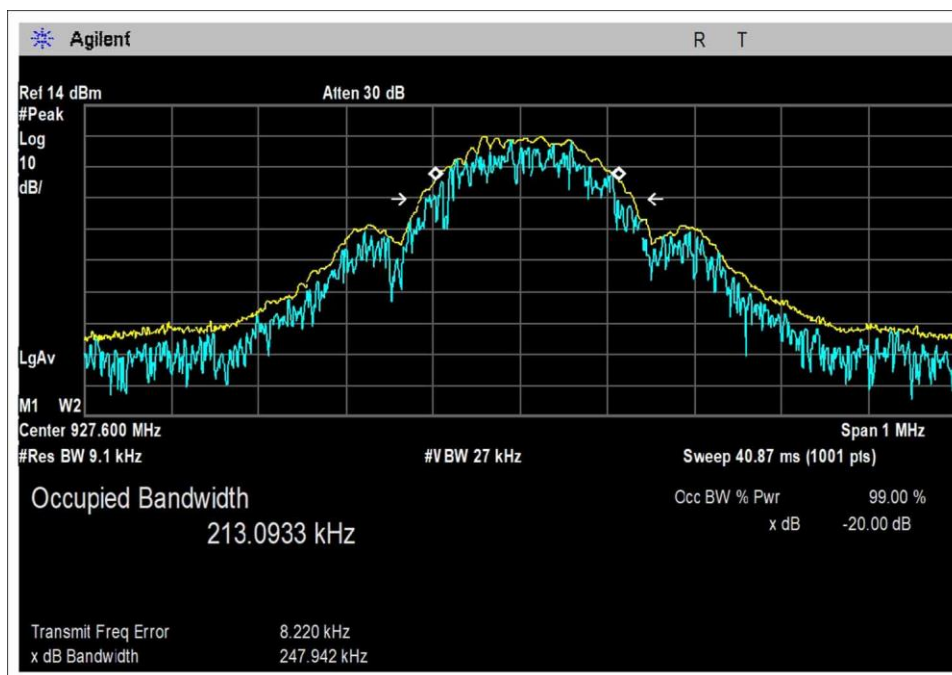 Agilent
R T
Ref 14 dBm
Atten 30 dB
#Peak
Log
10
dB/
LgAv
M1 W2
Center 927.600 MHz
Span 1 MHz
#Res BW 9.1 kHz
#VBW 27 kHz
Sweep 40.87 ms (1001 pts)
Occupied Bandwidth
213.0933 kHz
Occ BW % Pwr 99.00 %
x dB -20.00 dB
Transmit Freq Error 8.220 kHz
x dB Bandwidth 247.942 kHz